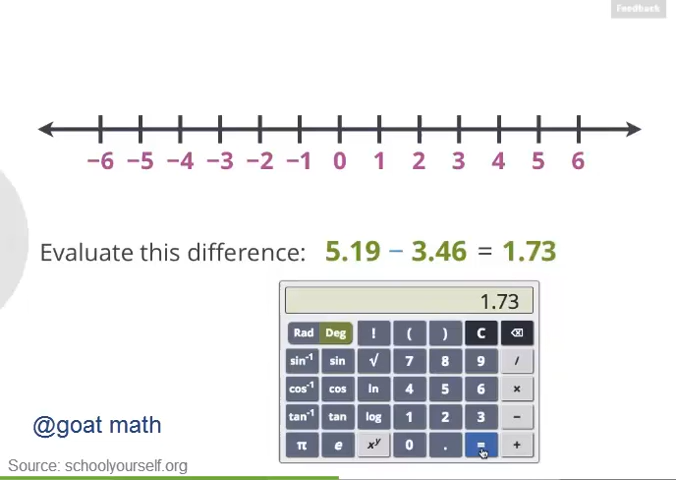 Feedback
−6 −5 −4 −3 −2 −1 0 1 2 3 4 5 6
Evaluate this difference: 5.19 − 3.46 = 1.73
1.73
Rad Deg ! ( ) C ⌫
sin⁻¹ sin √ 7 8 9 /
cos⁻¹ cos ln 4 5 6 ×
tan⁻¹ tan log 1 2 3 −
π e xʸ 0 . = +
@goat math
Source: schoolyourself.org